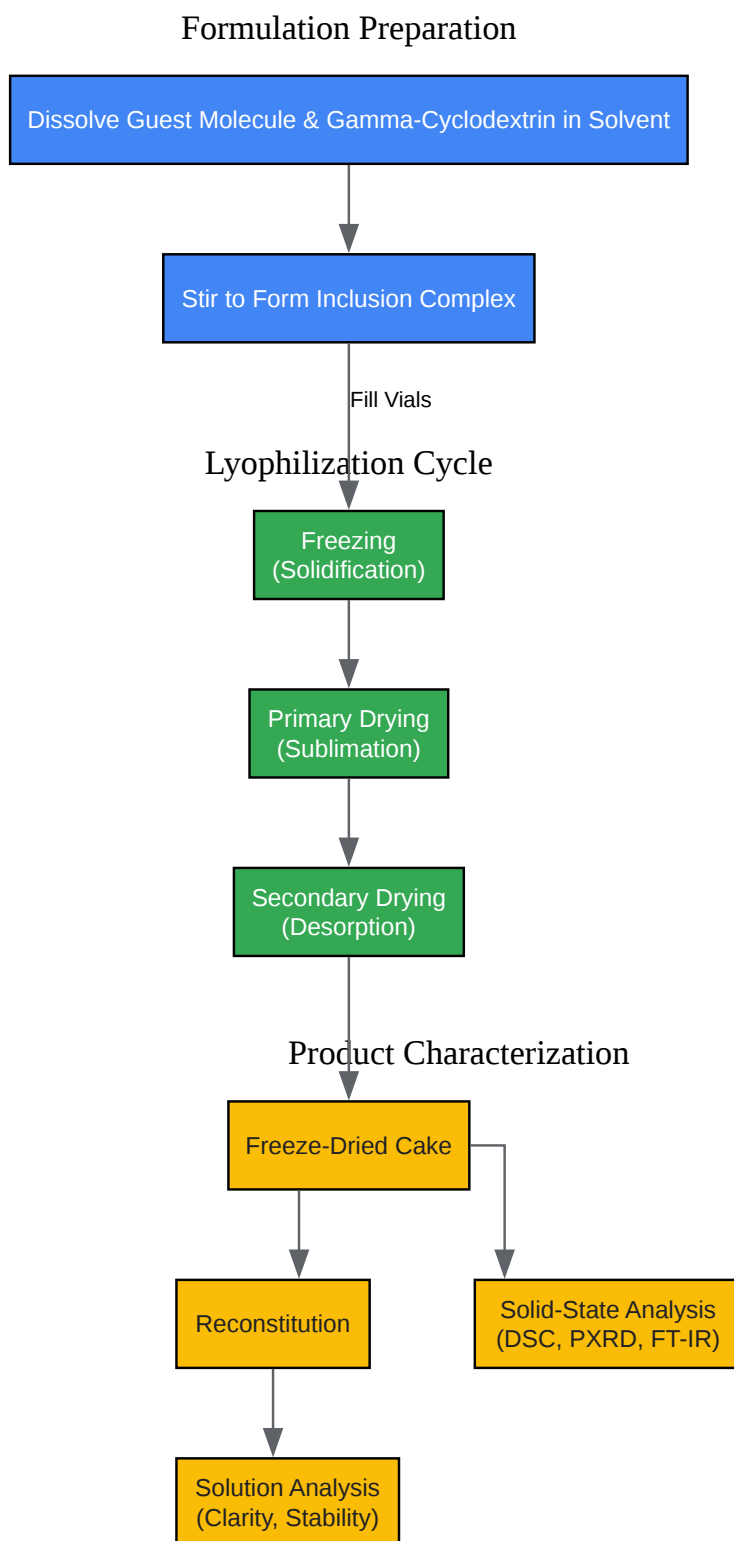 Formulation Preparation
Dissolve Guest Molecule & Gamma-Cyclodextrin in Solvent
Stir to Form Inclusion Complex
Fill Vials
Lyophilization Cycle
Freezing
(Solidification)
Primary Drying
(Sublimation)
Secondary Drying
(Desorption)
Product Characterization
Freeze-Dried Cake
Reconstitution
Solid-State Analysis
(DSC, PXRD, FT-IR)
Solution Analysis
(Clarity, Stability)